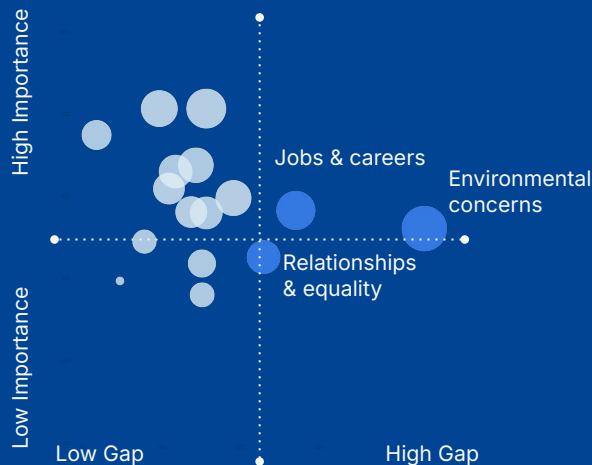 High Importance
Jobs & careers
Environmental
concerns
Relationships
& equality
Low Importance
Low Gap
High Gap